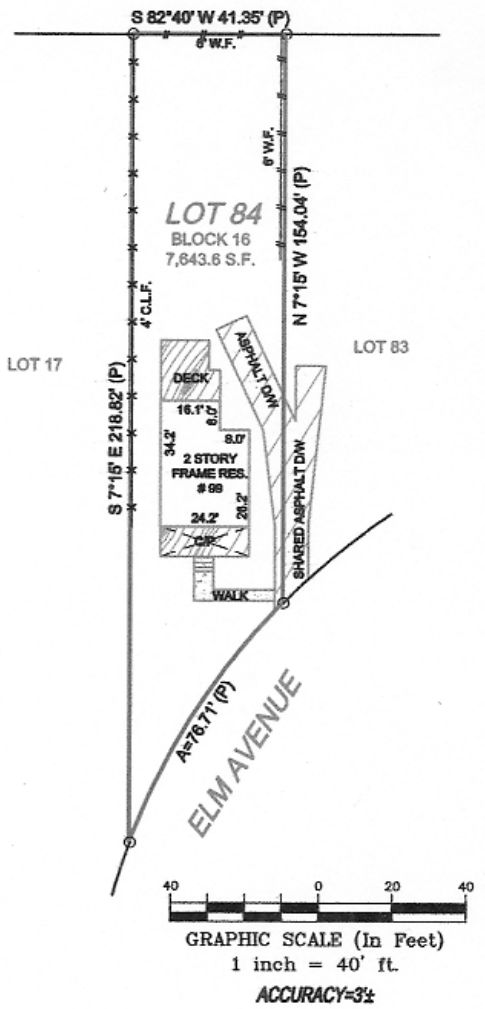 S 82°40' W 41.35' (P)
6' W.F.
6' W.F.
N 7°15' W 154.04' (P)
LOT 84
BLOCK 16
7,643.6 S.F.
4' C.L.F.
S 7°15' E 218.82' (P)
LOT 17
LOT 83
ASPHALT D/W
DECK
16.1'
8.0'
8.0'
34.2'
2 STORY
FRAME RES.
# 99
26.2'
24.2'
C/P
SHARED ASPHALT D/W
WALK
A=76.71' (P)
ELM AVENUE
40 0 20 40
GRAPHIC SCALE (In Feet)
1 inch = 40' ft.
ACCURACY=3'±